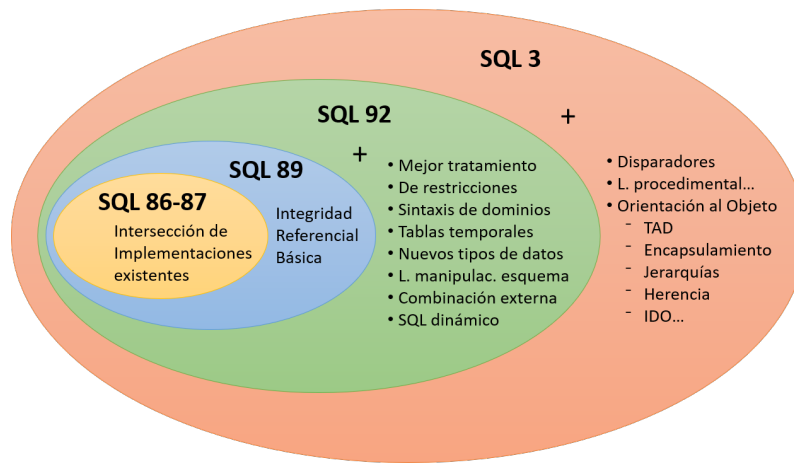 SQL 3
+
• Disparadores
• L. procedimental...
• Orientación al Objeto
- TAD
- Encapsulamiento
- Jerarquías
- Herencia
- IDO...
SQL 92
+
• Mejor tratamiento
• De restricciones
• Sintaxis de dominios
• Tablas temporales
• Nuevos tipos de datos
• L. manipulac. esquema
• Combinación externa
• SQL dinámico
SQL 89
Integridad
Referencial
Básica
SQL 86-87
Intersección de
Implementaciones
existentes